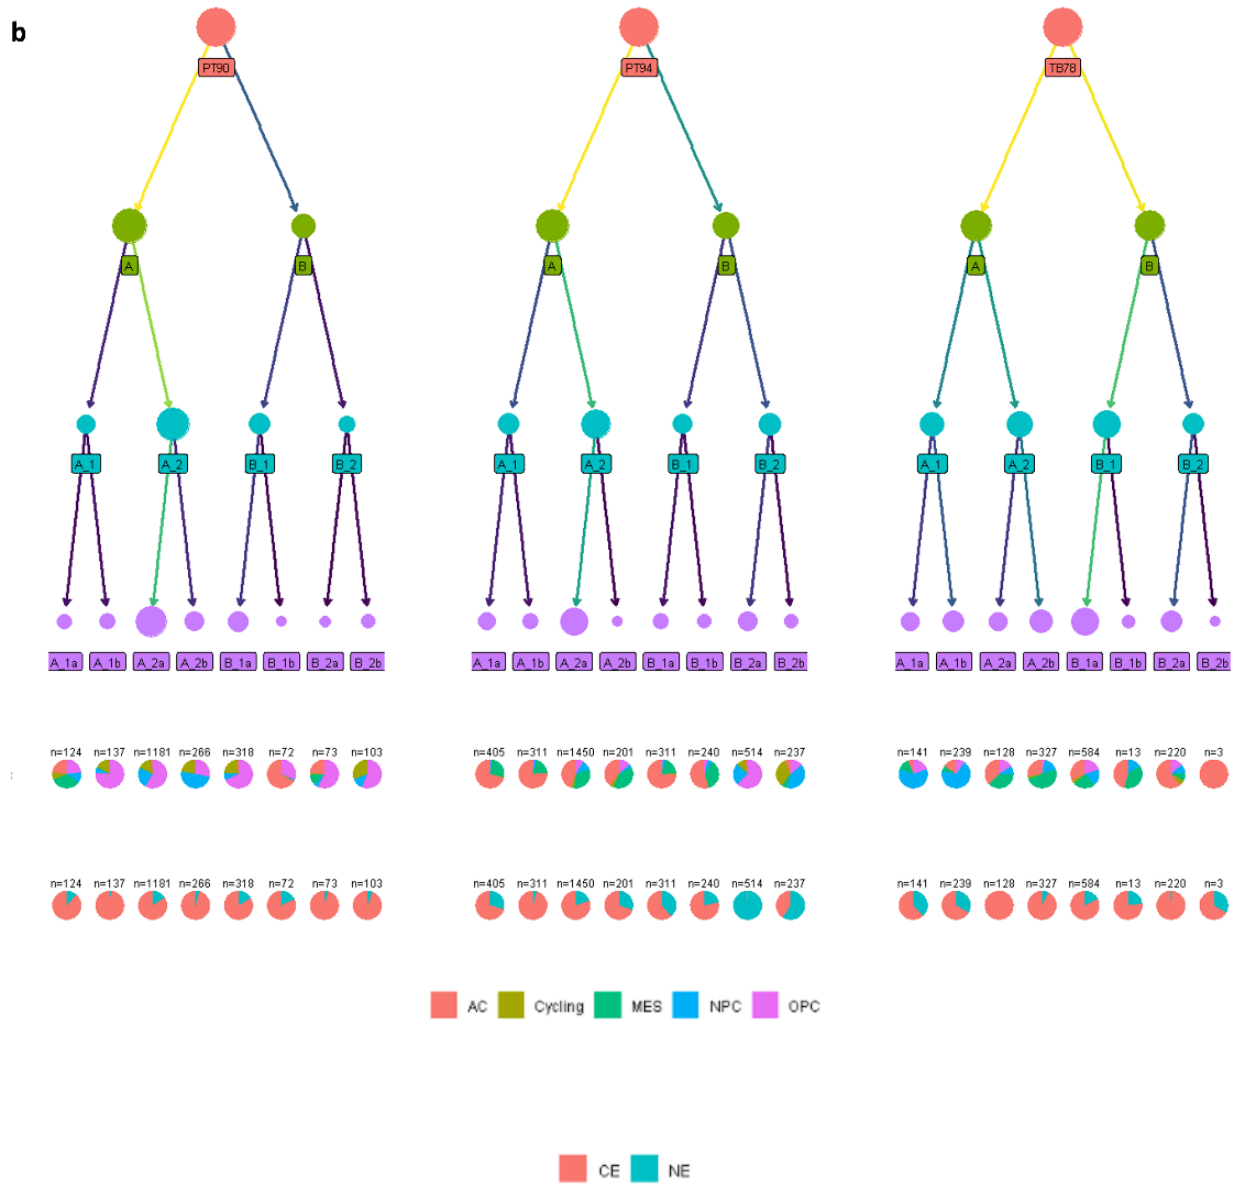 b
PT90 PT94 TB78
A B A B A B
A_1 A_2 B_1 B_2 A_1 A_2 B_1 B_2 A_1 A_2 B_1 B_2
A_1a A_1b A_2a A_2b B_1a B_1b B_2a B_2b A_1a A_1b A_2a A_2b B_1a B_1b B_2a B_2b A_1a A_1b A_2a A_2b B_1a B_1b B_2a B_2b
n=124 n=137 n=1181 n=266 n=318 n=72 n=73 n=103 n=405 n=311 n=1450 n=201 n=311 n=240 n=514 n=237 n=141 n=239 n=128 n=327 n=584 n=13 n=220 n=3
n=124 n=137 n=1181 n=266 n=318 n=72 n=73 n=103 n=405 n=311 n=1450 n=201 n=311 n=240 n=514 n=237 n=141 n=239 n=128 n=327 n=584 n=13 n=220 n=3
AC Cycling MES NPC OPC
CE NE